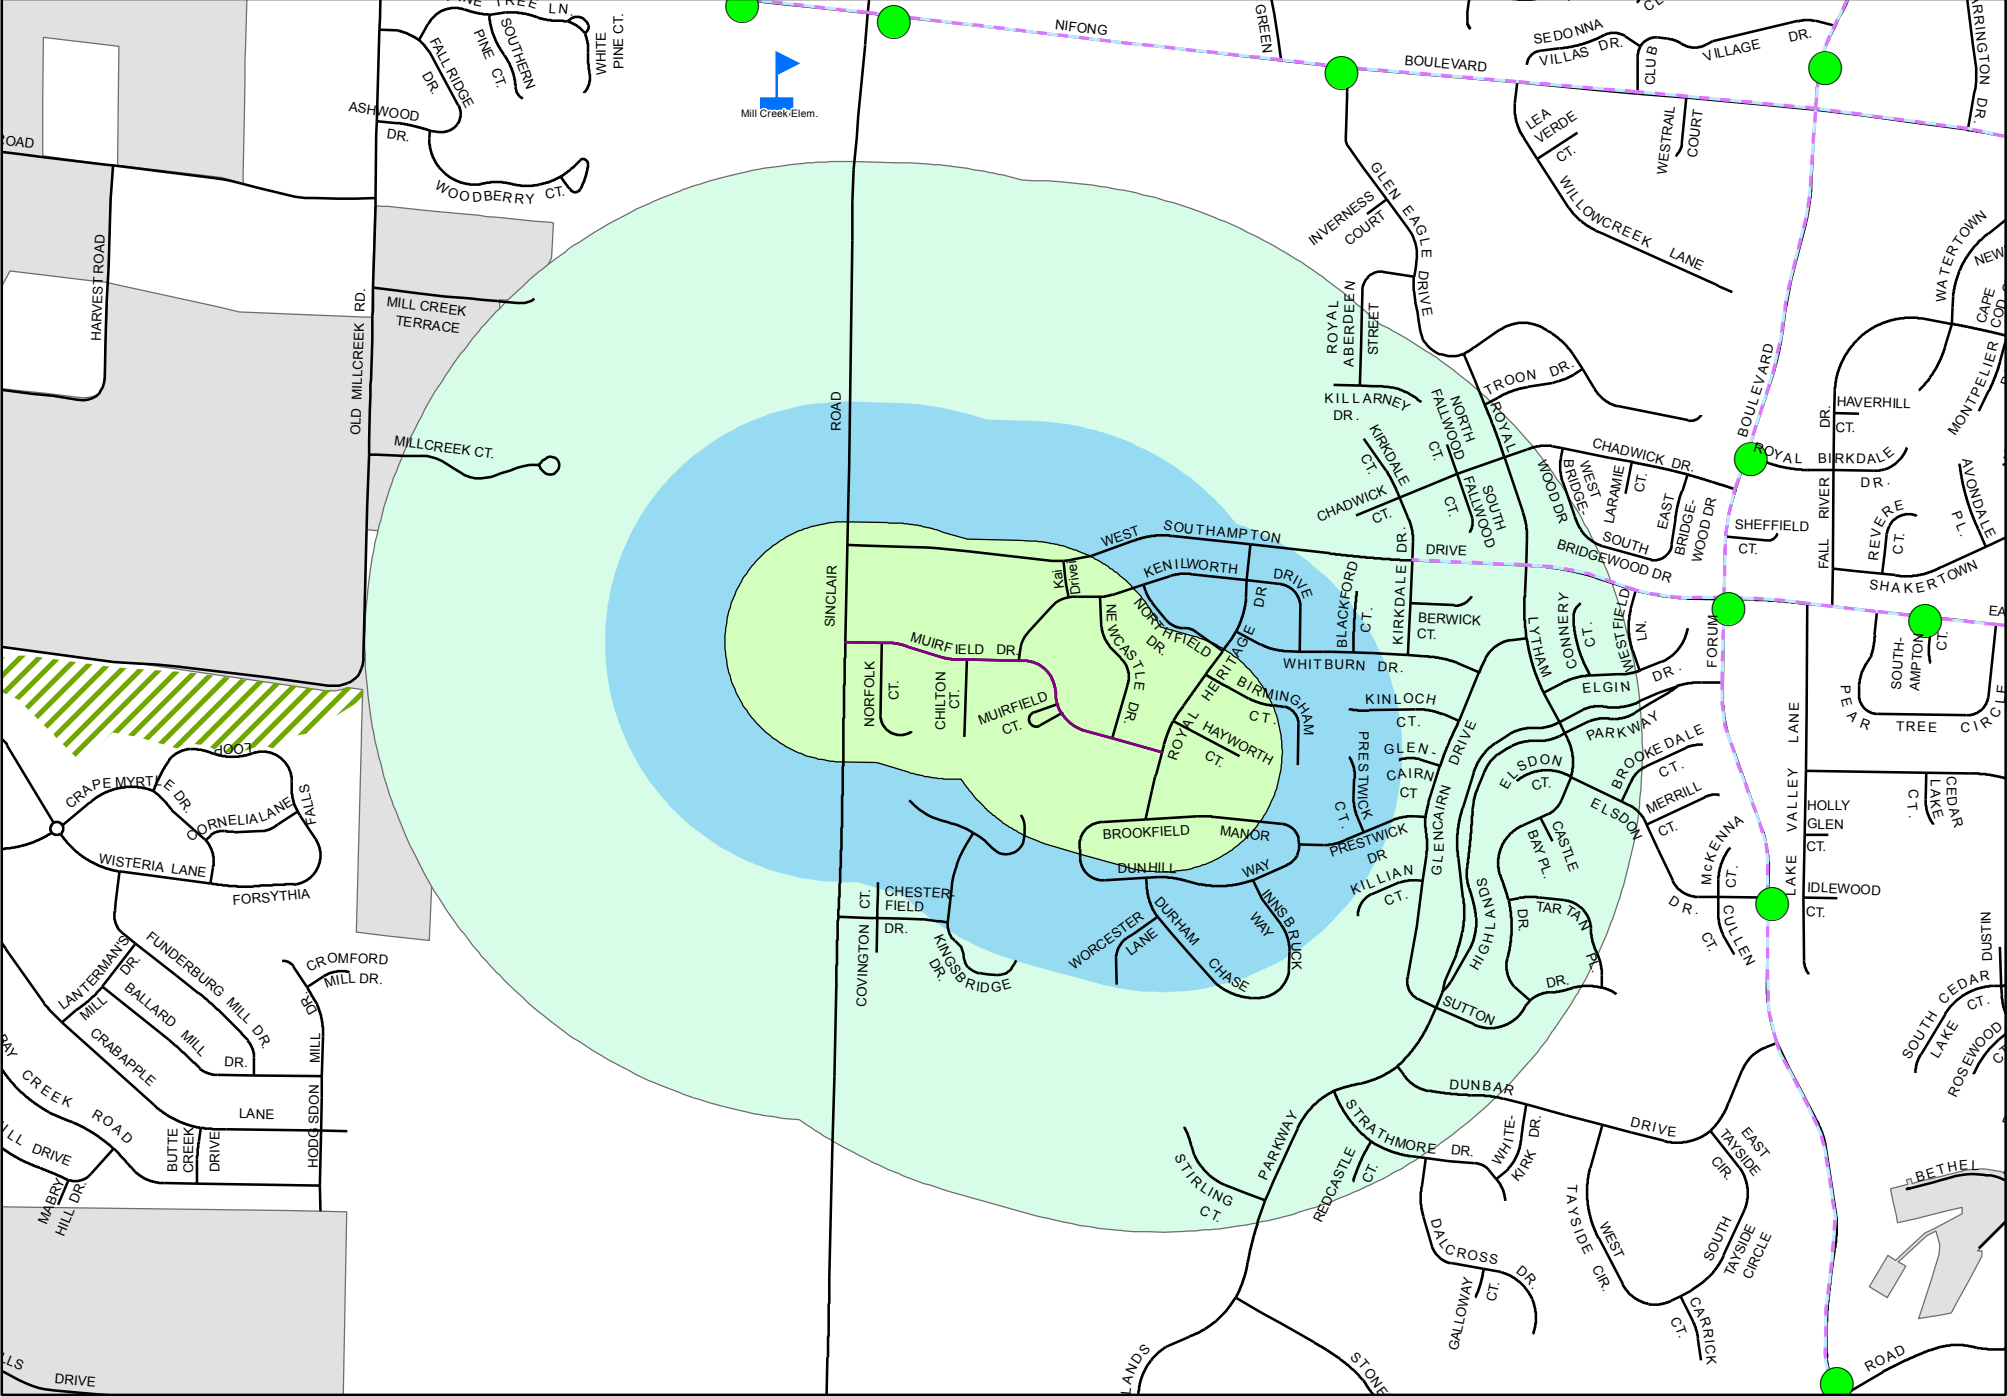 PINE TREE LN.
FALL RIDGE
DR.
SOUTHERN
PINE CT.
WHITE
PINE CT.
ASHWOOD
DR.
WOODBERRY CT.
Mill Creek Elem.
NIFONG
BOULEVARD
GREEN
SEDONNA
VILLAS DR.
CLUB
VILLAGE DR.
LEA
VERDE
CT.
WESTRAIL
COURT
WILLOWCREEK LANE
ARRINGTON DR.
ROAD
HARVEST ROAD
OLD MILLCREEK RD.
MILL CREEK
TERRACE
MILLCREEK CT.
SINCLAIR ROAD
GLEN EAGLE DRIVE
INVERNESS
COURT
ROYAL
ABERDEEN
STREET
KILLARNEY
DR.
TROON DR.
ROYAL LYTHAM
NORTH
FALLWOOD
CT.
SOUTH
FALLWOOD
CT.
KIRKDALE
CT.
CHADWICK
CT.
CHADWICK DR.
WEST
BRIDGE-
WOOD DR
LARAMIE
CT.
EAST
BRIDGE-
WOOD DR
SOUTH
BRIDGEWOOD DR
FORUM BOULEVARD
SHEFFIELD
CT.
WATERTOWN
NEW
CAPE
COD
MONTPELIER
HAVERHILL
CT.
FALL RIVER DR.
ROYAL BIRKDALE
DR.
REVERE
CT.
AVONDALE
PL.
SHAKERTOWN
WEST SOUTHAMPTON DRIVE
EA
Kai
Drive
KENILWORTH DRIVE
NORTHFIELD
DR.
NEWCASTLE DR.
MUIRFIELD DR.
NORFOLK
CT.
CHILTON
CT.
MUIRFIELD
CT.
ROYAL HERITAGE DR
BIRMINGHAM
CT.
HAYWORTH
CT.
BLACKFORD
CT.
KIRKDALE DR.
BERWICK
CT.
WHITBURN DR.
KINLOCH
CT.
GLEN-
CAIRN
CT
GLENCAIRN DRIVE
PRESTWICK
CT.
PRESTWICK
DR
KILLIAN
CT.
CONNERY
CT.
WESTFIELD
LN.
ELGIN DR.
HIGHLANDS PARKWAY
ELSDON
CT.
ELSDON DR.
BROOKEDALE
CT.
MERRILL
CT.
McKENNA
CT.
CULLEN
CT.
CASTLE
BAY PL.
TARTAN PL.
SUTTON DR.
DR.
SOUTH-
AMPTON
CT.
PEAR TREE CIRCLE
LAKE VALLEY LANE
HOLLY
GLEN
CT.
IDLEWOOD
CT.
CEDAR
LAKE
CT.
DUSTIN
SOUTH CEDAR
LAKE CT.
ROSEWOOD
CT.
BROOKFIELD MANOR
DUNHILL WAY
INNSBRUCK
WAY
WORCESTER
LANE
DURHAM CHASE
CHESTER-
FIELD
DR.
COVINGTON CT.
KINGSBRIDGE
DR.
LOOP
CRAPE MYRTLE DR.
CORNELIA LANE
FALLS
WISTERIA LANE
FORSYTHIA
LANTERMAN'S
MILL DR.
FUNDERBURG MILL DR.
BALLARD MILL DR.
CROMFORD
MILL DR.
HODGSDON MILL DR.
CRABAPPLE LANE
CREEK ROAD
BUTTE
CREEK
DRIVE
ILL DRIVE
MABRY
HILL DR.
LLS DRIVE
STIRLING
CT.
PARKWAY
STRATHMORE DR.
REDCASTLE
CT.
DUNBAR DRIVE
WHITE-
KIRK DR.
DALCROSS DR.
GALLOWAY
CT.
WEST
TAYSIDE CIR.
EAST
TAYSIDE
CIR.
SOUTH
TAYSIDE
CIRCLE
CARRICK
CT.
BETHEL
ROAD
LANDS
STONE